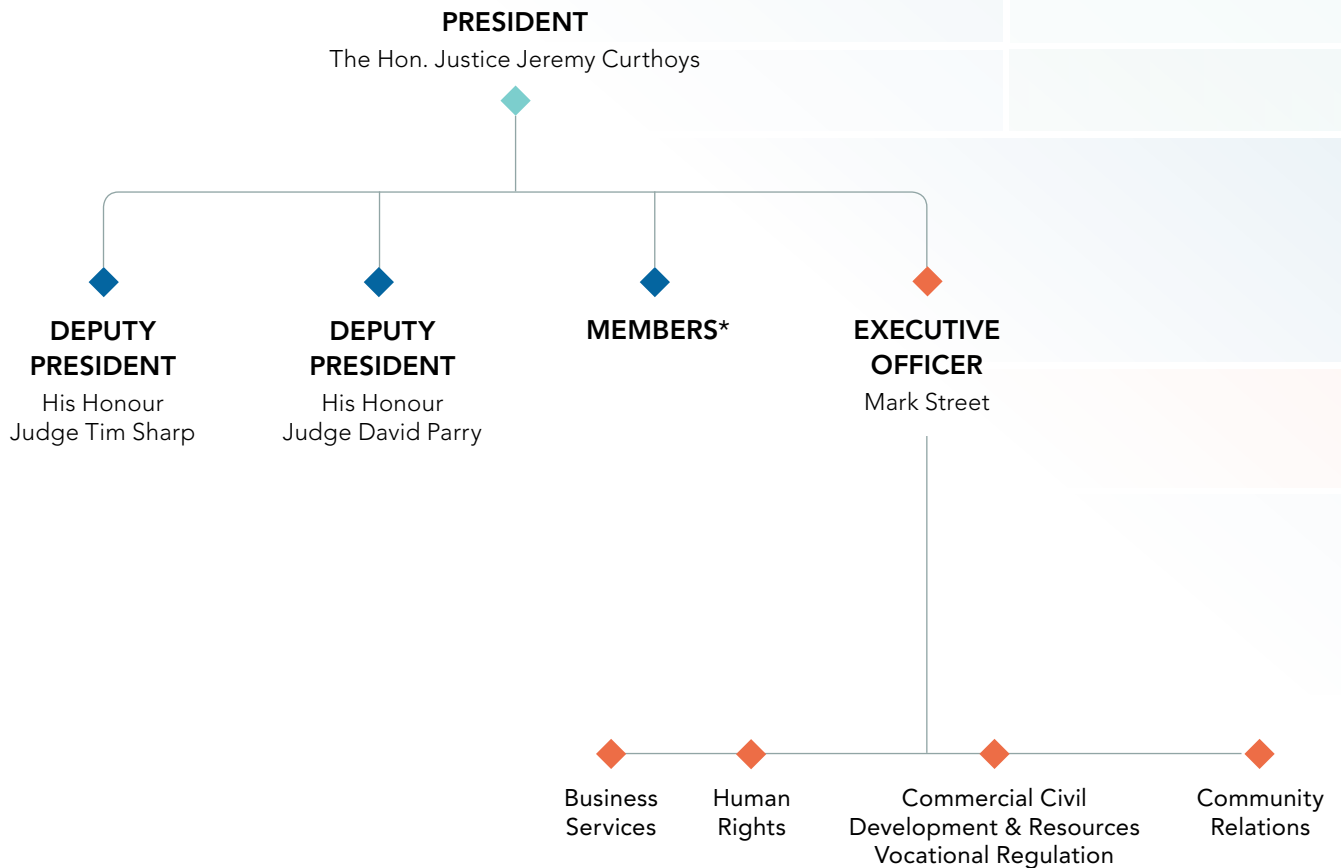 PRESIDENT
The Hon. Justice Jeremy Curthoys
DEPUTY
PRESIDENT
His Honour
Judge Tim Sharp
DEPUTY
PRESIDENT
His Honour
Judge David Parry
MEMBERS*
EXECUTIVE
OFFICER
Mark Street
Business
Services
Human
Rights
Commercial Civil
Development & Resources
Vocational Regulation
Community
Relations